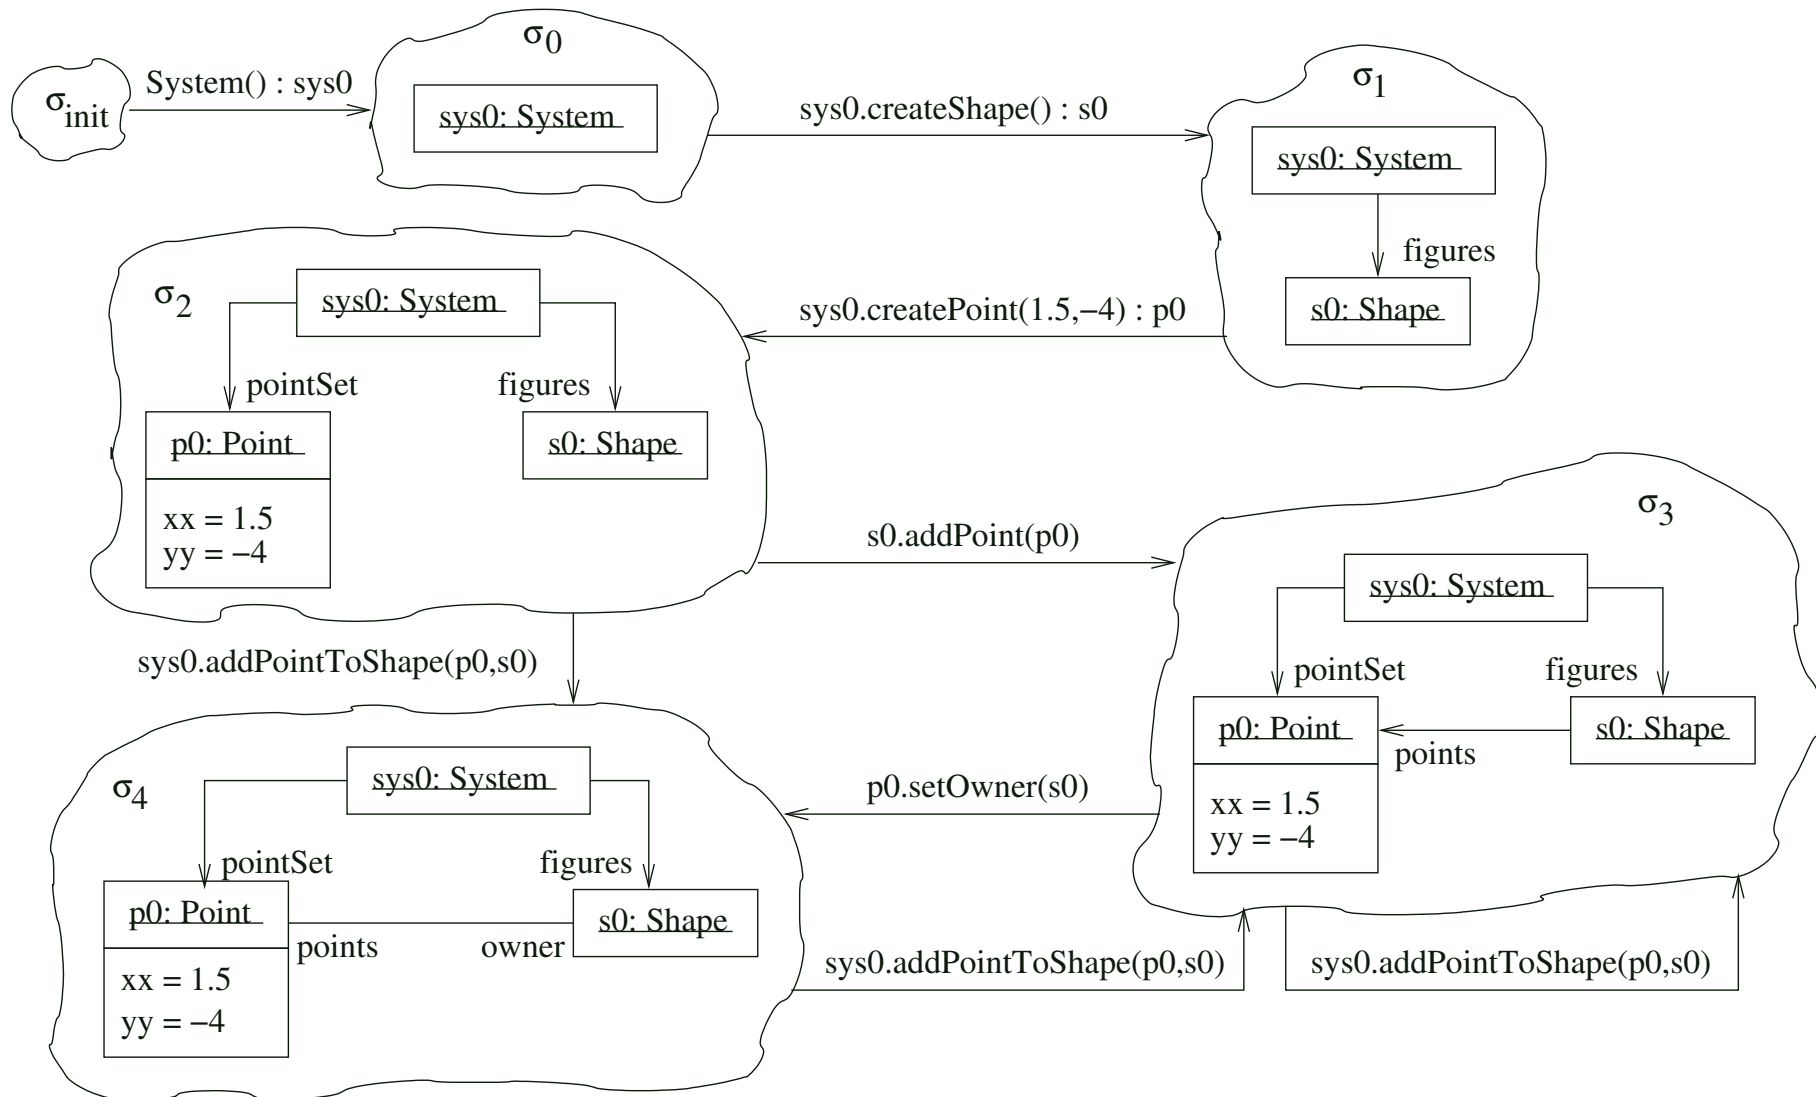 σinit
System() : sys0
σ0
sys0: System
sys0.createShape() : s0
σ1
sys0: System
figures
s0: Shape
sys0.createPoint(1.5,−4) : p0
σ2
sys0: System
pointSet
figures
p0: Point
s0: Shape
xx = 1.5
yy = −4
s0.addPoint(p0)
σ3
sys0: System
pointSet
figures
p0: Point
s0: Shape
points
xx = 1.5
yy = −4
sys0.addPointToShape(p0,s0)
p0.setOwner(s0)
σ4
sys0: System
pointSet
figures
p0: Point
s0: Shape
points
owner
xx = 1.5
yy = −4
sys0.addPointToShape(p0,s0)
sys0.addPointToShape(p0,s0)